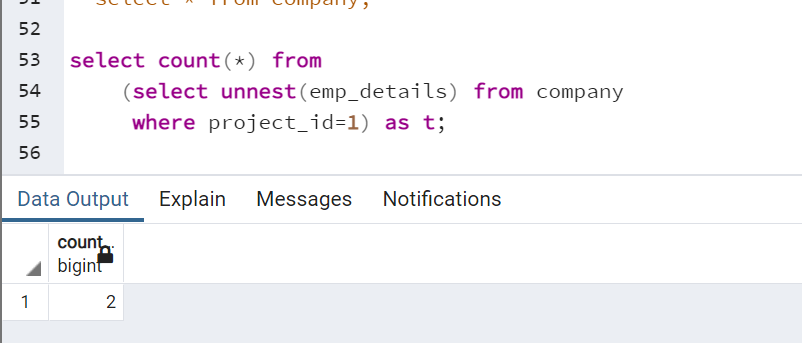 51 select * from company;
52
53 select count(*) from
54 (select unnest(emp_details) from company
55 where project_id=1) as t;
56
Data Output Explain Messages Notifications
count
bigint
1 2